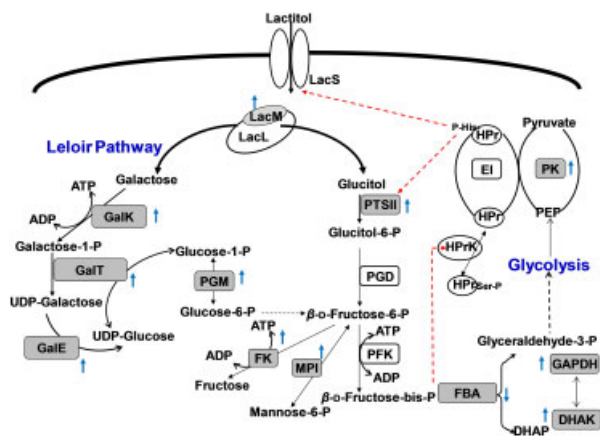 Lactitol
LacS
LacM
LacL
Leloir Pathway
P-His
HPr
Pyruvate
EI
PK
HPr
PEP
HPrK
HPrSer-P
Glycolysis
Galactose
ATP
ADP
GalK
Galactose-1-P
GalT
UDP-Galactose
UDP-Glucose
GalE
Glucose-1-P
PGM
Glucose-6-P
Glucitol
PTSII
Glucitol-6-P
PGD
β-D-Fructose-6-P
ATP
FK
ADP
Fructose
MPI
Mannose-6-P
ATP
PFK
ADP
β-D-Fructose-bis-P
FBA
Glyceraldehyde-3-P
GAPDH
DHAK
DHAP